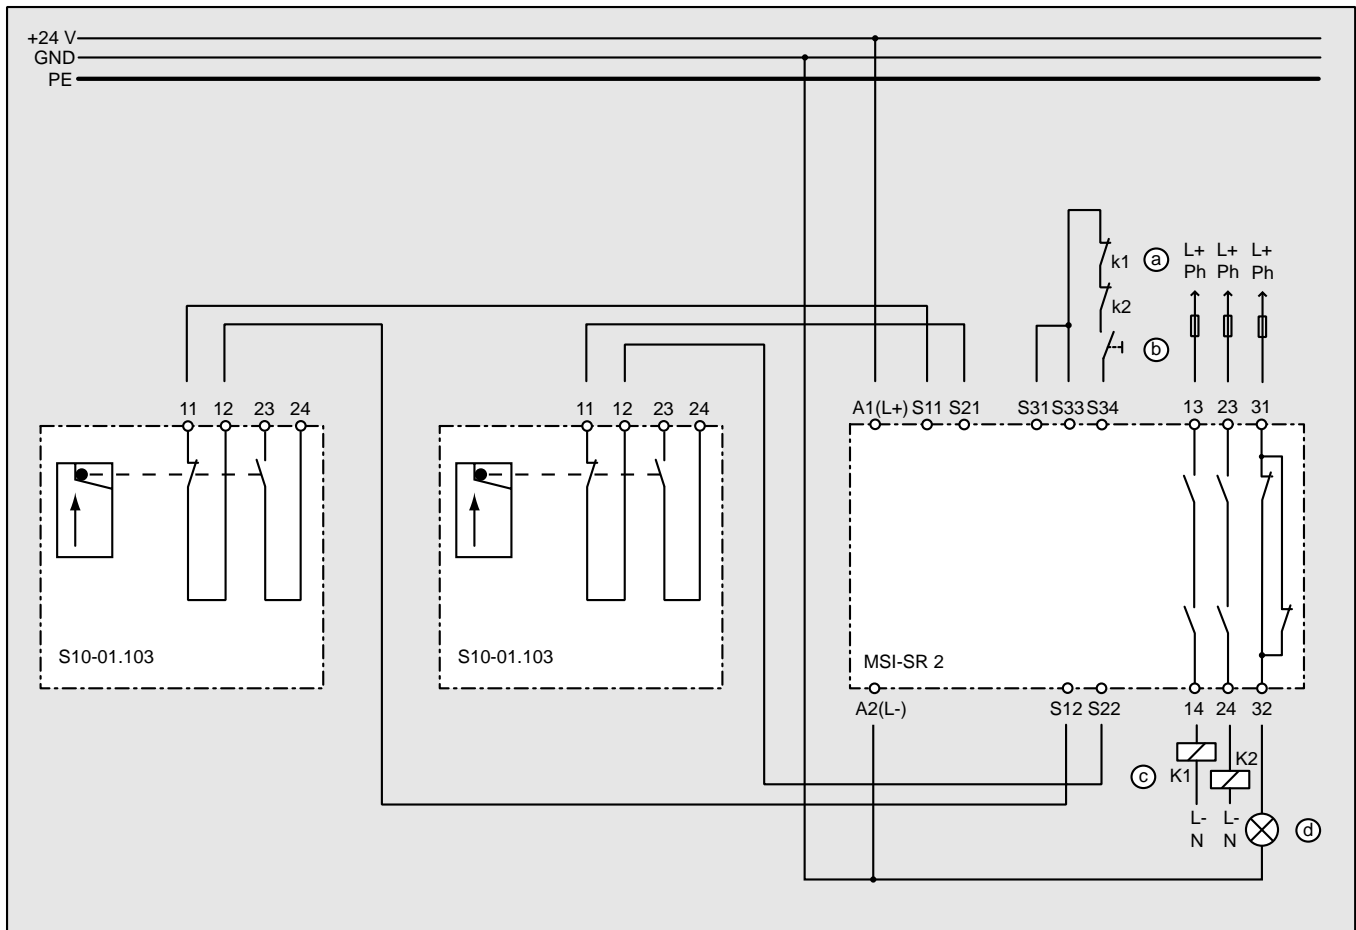 +24 V
GND
PE
k1 a
k2
b
L+ L+ L+
Ph Ph Ph
11 12 23 24
11 12 23 24
A1(L+) S11 S21 S31 S33 S34 13 23 31
S10-01.103
S10-01.103
MSI-SR 2
A2(L-) S12 S22 14 24 32
c K1 K2
L- L-
N N
d